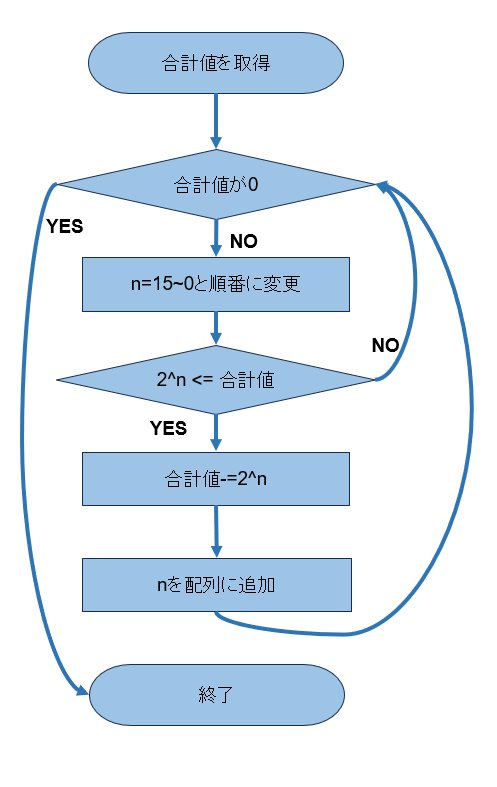 合計値を取得
合計値が0
YES
NO
n=15~0と順番に変更
NO
2^n <= 合計値
YES
合計値-=2^n
nを配列に追加
終了